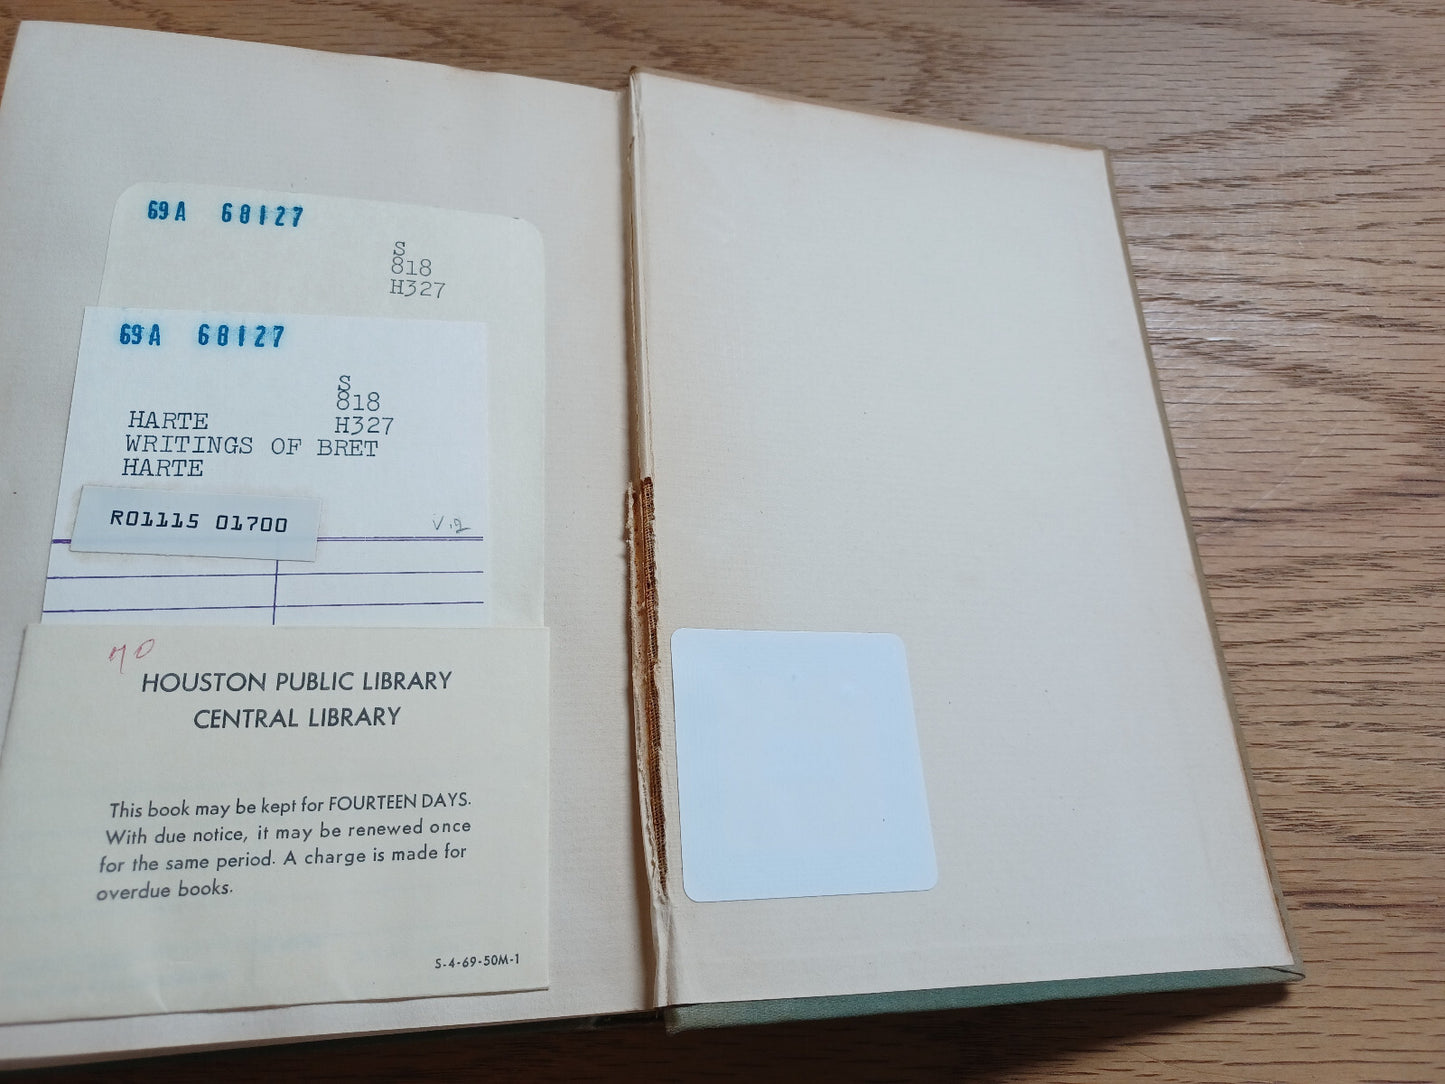 69A 68127
S
818
H327
69A 68127
S
818
HARTE H327
WRITINGS OF BRET
HARTE
R01115 01700
V.2
HOUSTON PUBLIC LIBRARY
CENTRAL LIBRARY
This book may be kept for FOURTEEN DAYS.
With due notice, it may be renewed once
for the same period. A charge is made for
overdue books.
S-4-69-50M-1